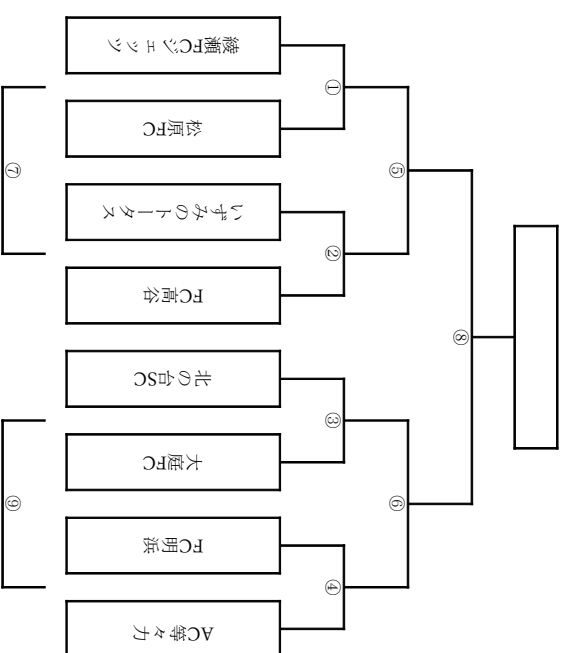 綾瀬FCジェッツ
①
松原FC
⑤
⑦
いずみのトータス
②
FC高谷
⑧
北の台SC
③
大庭FC
⑥
⑨
FC明浜
④
AC等々力